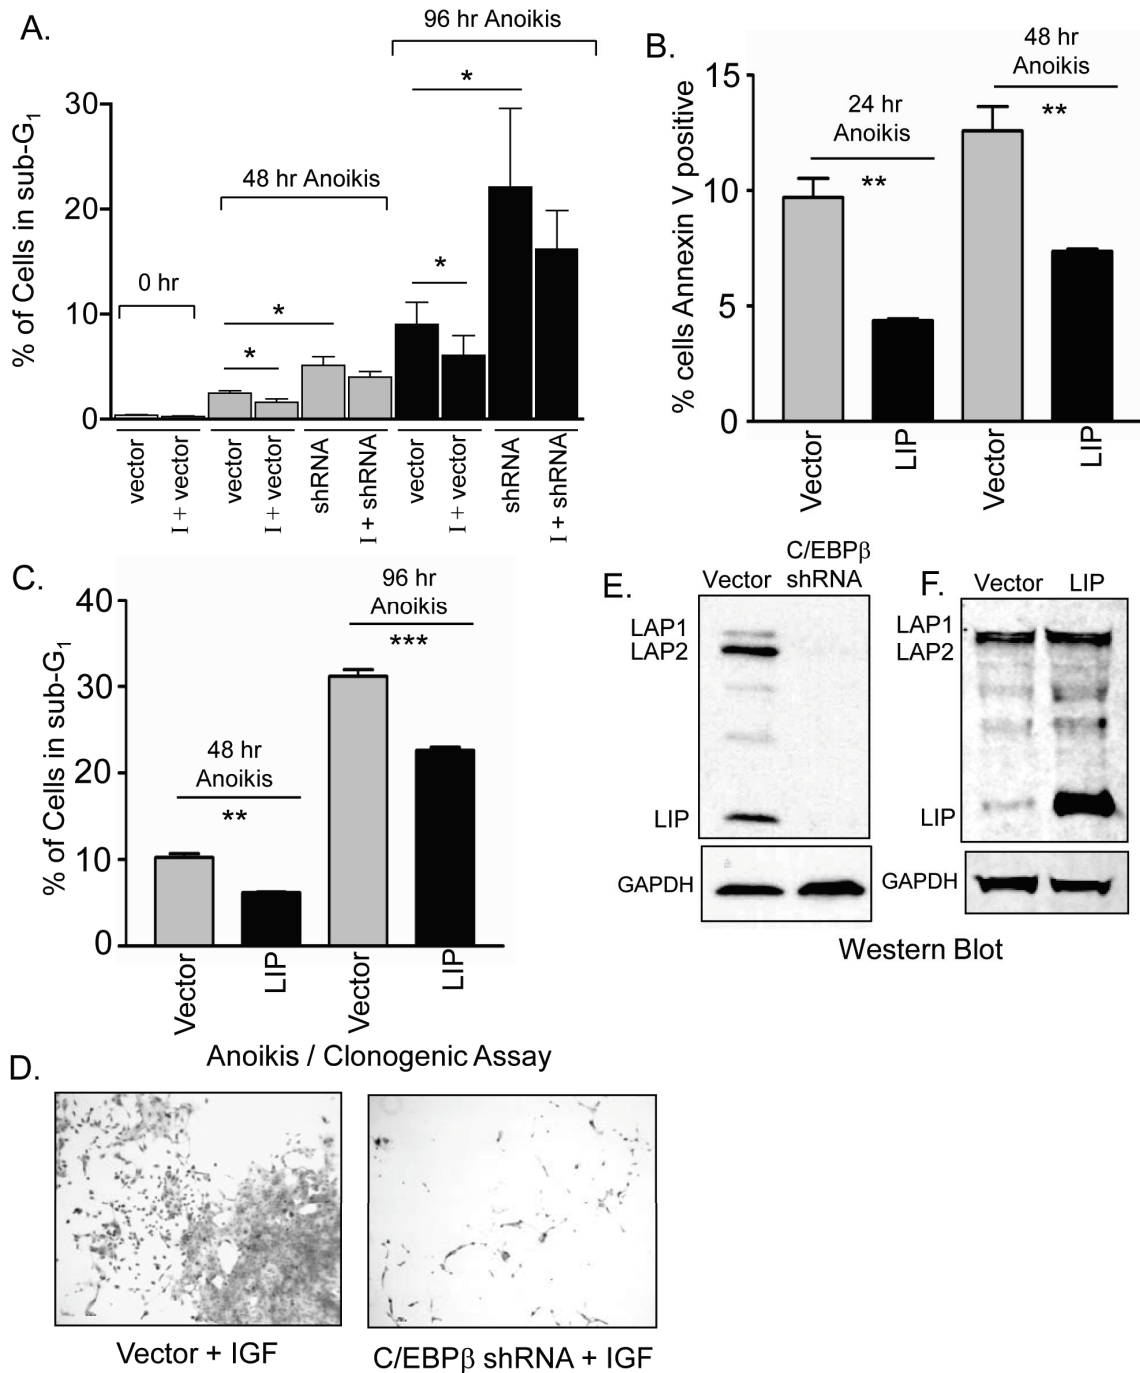 A.
96 hr Anoikis
*
48 hr Anoikis
*
*
0 hr
*
% of Cells in sub-G1
30
20
10
0
vector
I + vector
vector
I + vector
shRNA
I + shRNA
vector
I + vector
shRNA
I + shRNA
B.
48 hr
Anoikis
**
24 hr
Anoikis
**
% cells Annexin V positive
15
10
5
0
Vector
LIP
Vector
LIP
C.
96 hr
Anoikis
***
48 hr
Anoikis
**
% of Cells in sub-G1
40
30
20
10
0
Vector
LIP
Vector
LIP
E.
Vector
C/EBPβ
shRNA
LAP1
LAP2
LIP
GAPDH
F.
Vector LIP
LAP1
LAP2
LIP
GAPDH
Western Blot
Anoikis / Clonogenic Assay
D.
Vector + IGF
C/EBPβ shRNA + IGF